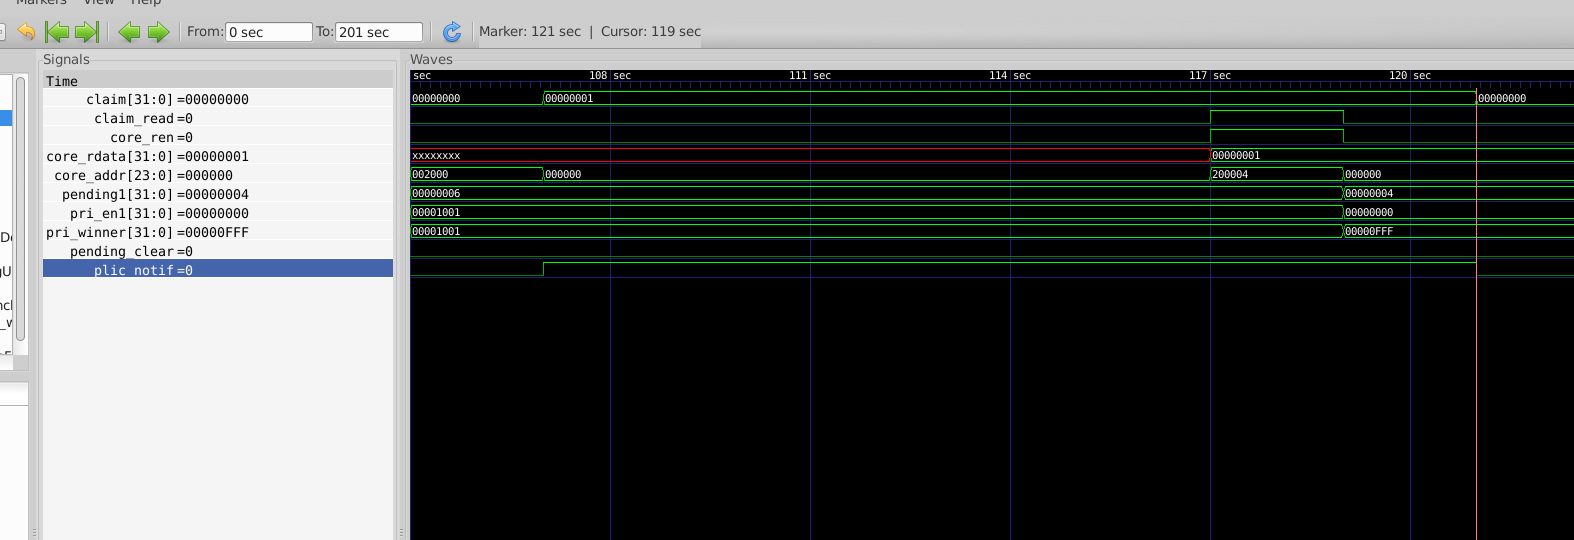 Markers View Help
From: 0 sec To: 201 sec Marker: 121 sec | Cursor: 119 sec
Signals
Waves
Time
claim[31:0] =00000000
claim_read=0
core_ren=0
core_rdata[31:0] =00000001
core_addr[23:0] =000000
pending1[31:0] =00000004
pri_en1[31:0] =00000000
pri_winner[31:0] =00000FFF
pending_clear=0
plic_notif=0
sec 108 sec 111 sec 114 sec 117 sec 120 sec
00000000 00000001 00000000
xxxxxxxx 00000001
002000 000000 200004 000000
00000006 00000004
00001001 00000000
00001001 00000FFF